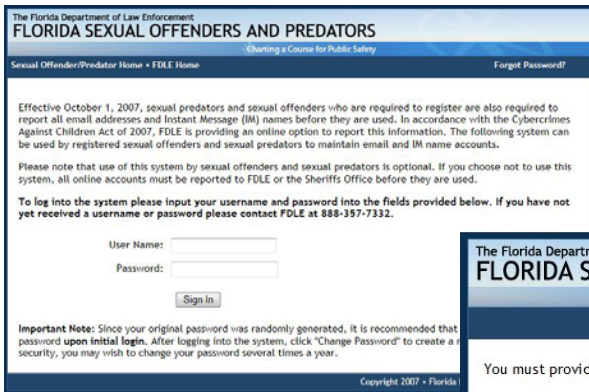 The Florida Department of Law Enforcement
FLORIDA SEXUAL OFFENDERS AND PREDATORS
Charting a Course for Public Safety
Sexual Offender/Predator Home • FDLE Home
Forgot Password?
Effective October 1, 2007, sexual predators and sexual offenders who are required to register are also required to
report all email addresses and Instant Message (IM) names before they are used. In accordance with the Cybercrimes
Against Children Act of 2007, FDLE is providing an online option to report this information. The following system can
be used by registered sexual offenders and sexual predators to maintain email and IM name accounts.
Please note that use of this system by sexual offenders and sexual predators is optional. If you choose not to use this
system, all online accounts must be reported to FDLE or the Sheriffs Office before they are used.
To log into the system please input your username and password into the fields provided below. If you have not
yet received a username or password please contact FDLE at 888-357-7332.
User Name:
Password:
Sign In
Important Note: Since your original password was randomly generated, it is recommended that
password upon initial login. After logging into the system, click "Change Password" to create a
security, you may wish to change your password several times a year.
Copyright 2007 • Florida
The Florida
FLORIDA
You must